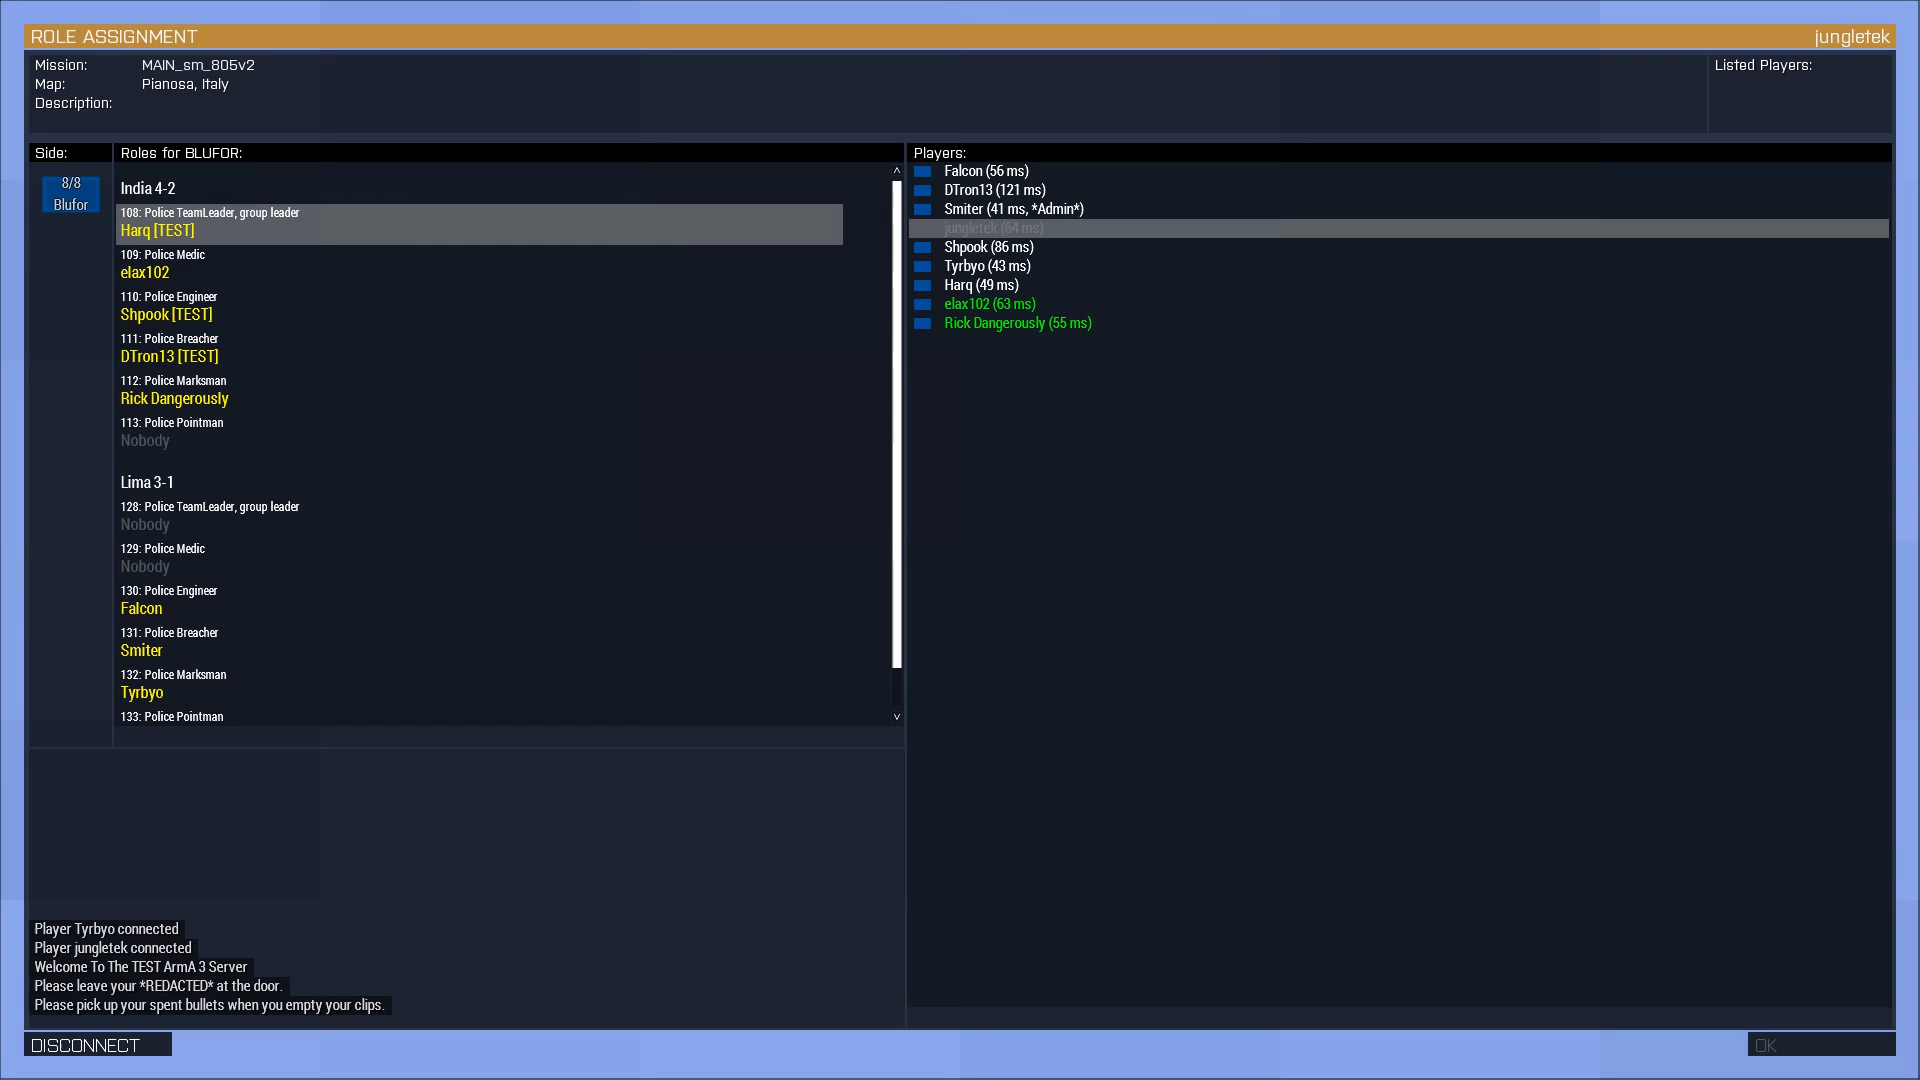 ROLE ASSIGNMENT
jungletek
Mission: MAIN_sm_805v2
Map: Pianosa, Italy
Description:
Listed Players:
Side:
8/8
Blufor
Roles for BLUFOR:
India 4-2
108: Police TeamLeader, group leader
Harq [TEST]
109: Police Medic
elax102
110: Police Engineer
Shpook [TEST]
111: Police Breacher
DTron13 [TEST]
112: Police Marksman
Rick Dangerously
113: Police Pointman
Nobody
Lima 3-1
128: Police TeamLeader, group leader
Nobody
129: Police Medic
Nobody
130: Police Engineer
Falcon
131: Police Breacher
Smiter
132: Police Marksman
Tyrbyo
133: Police Pointman
Players:
Falcon (56 ms)
DTron13 (121 ms)
Smiter (41 ms, *Admin*)
jungletek (64 ms)
Shpook (86 ms)
Tyrbyo (43 ms)
Harq (49 ms)
elax102 (63 ms)
Rick Dangerously (55 ms)
Player Tyrbyo connected
Player jungletek connected
Welcome To The TEST ArmA 3 Server
Please leave your *REDACTED* at the door.
Please pick up your spent bullets when you empty your clips.
DISCONNECT
OK